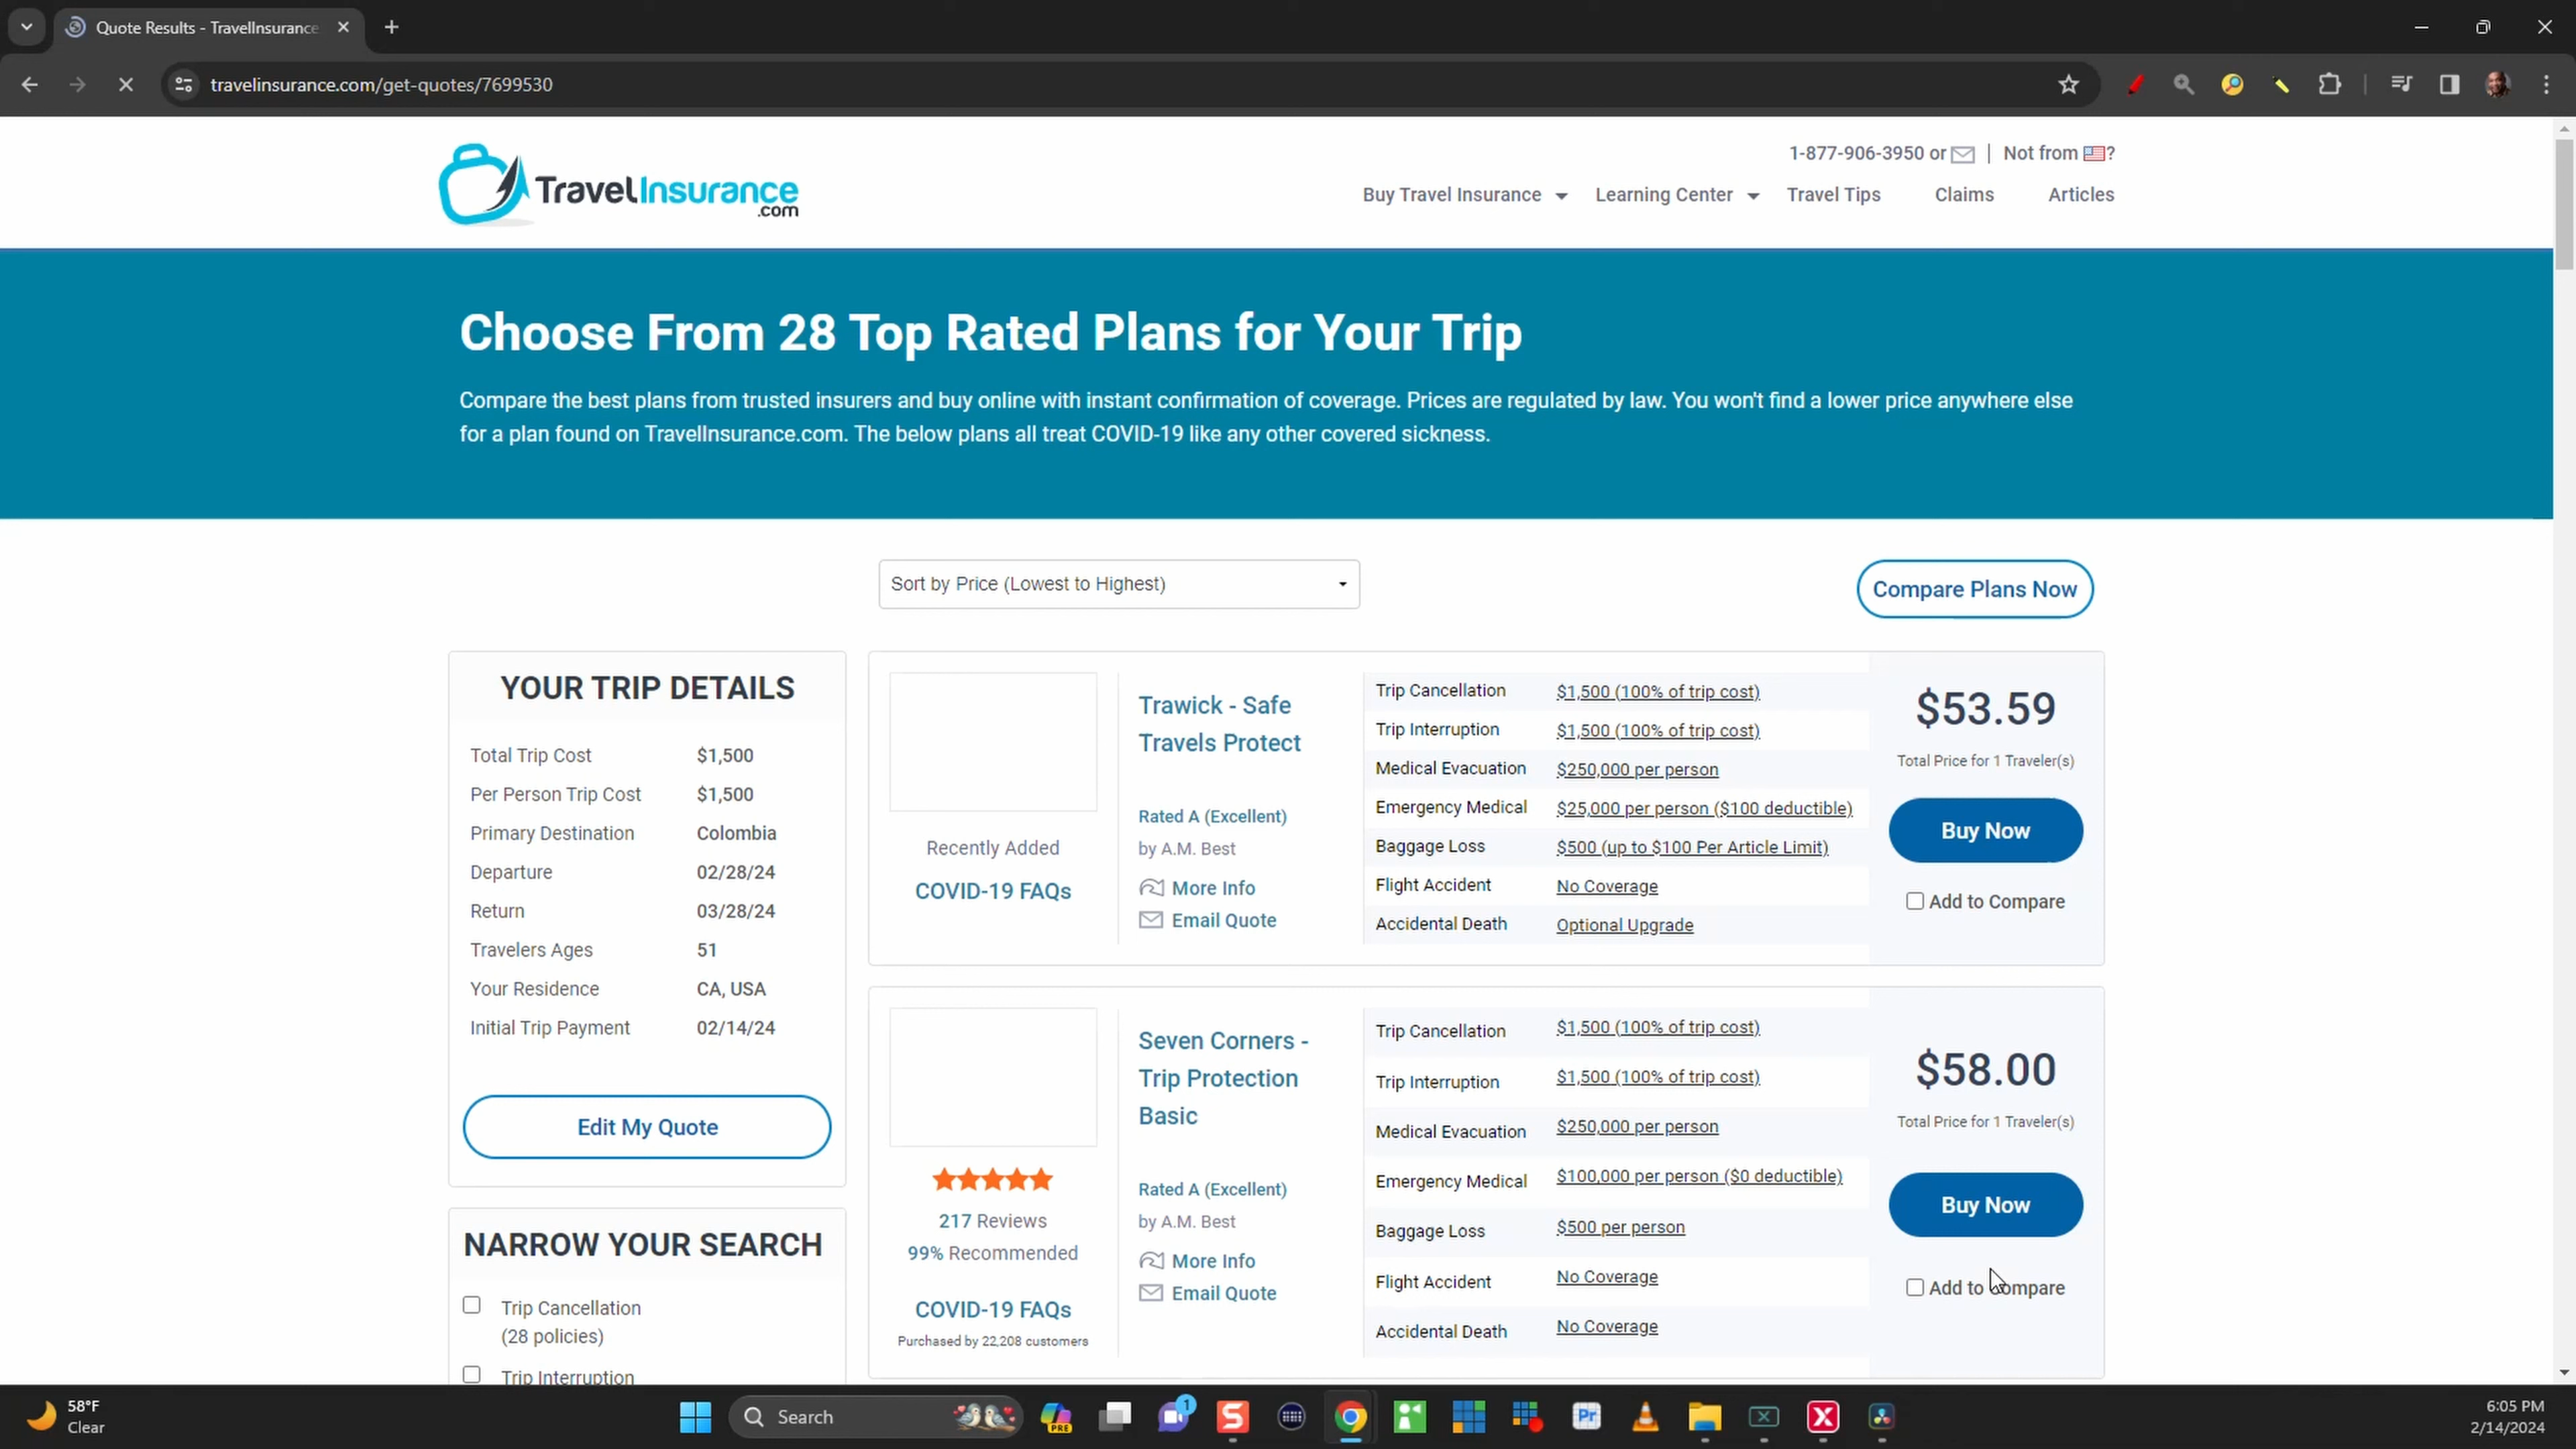 Quote Results - TravelInsurance
travelinsurance.com/get-quotes/7699530
TravelInsurance
.com
1-877-906-3950 or | Not from ?
Buy Travel Insurance
Learning Center
Travel Tips
Claims
Articles
Choose From 28 Top Rated Plans for Your Trip
Compare the best plans from trusted insurers and buy online with instant confirmation of coverage. Prices are regulated by law. You won't find a lower price anywhere else
for a plan found on TravelInsurance.com. The below plans all treat COVID-19 like any other covered sickness.
Sort by Price (Lowest to Highest)
Compare Plans Now
YOUR TRIP DETAILS
Total Trip Cost $1,500
Per Person Trip Cost $1,500
Primary Destination Colombia
Departure 02/28/24
Return 03/28/24
Travelers Ages 51
Your Residence CA, USA
Initial Trip Payment 02/14/24
Edit My Quote
NARROW YOUR SEARCH
Trip Cancellation
(28 policies)
Trip Interruption
Recently Added
COVID-19 FAQs
Trawick - Safe
Travels Protect
Rated A (Excellent)
by A.M. Best
More Info
Email Quote
Trip Cancellation $1,500 (100% of trip cost)
Trip Interruption $1,500 (100% of trip cost)
Medical Evacuation $250,000 per person
Emergency Medical $25,000 per person ($100 deductible)
Baggage Loss $500 (up to $100 Per Article Limit)
Flight Accident No Coverage
Accidental Death Optional Upgrade
$53.59
Total Price for 1 Traveler(s)
Buy Now
Add to Compare
217 Reviews
99% Recommended
COVID-19 FAQs
Purchased by 22,208 customers
Seven Corners -
Trip Protection
Basic
Rated A (Excellent)
by A.M. Best
More Info
Email Quote
Trip Cancellation $1,500 (100% of trip cost)
Trip Interruption $1,500 (100% of trip cost)
Medical Evacuation $250,000 per person
Emergency Medical $100,000 per person ($0 deductible)
Baggage Loss $500 per person
Flight Accident No Coverage
Accidental Death No Coverage
$58.00
Total Price for 1 Traveler(s)
Buy Now
Add to Compare
58°F
Clear
Search
PRE
1
S
Pr
X
X
6:05 PM
2/14/2024